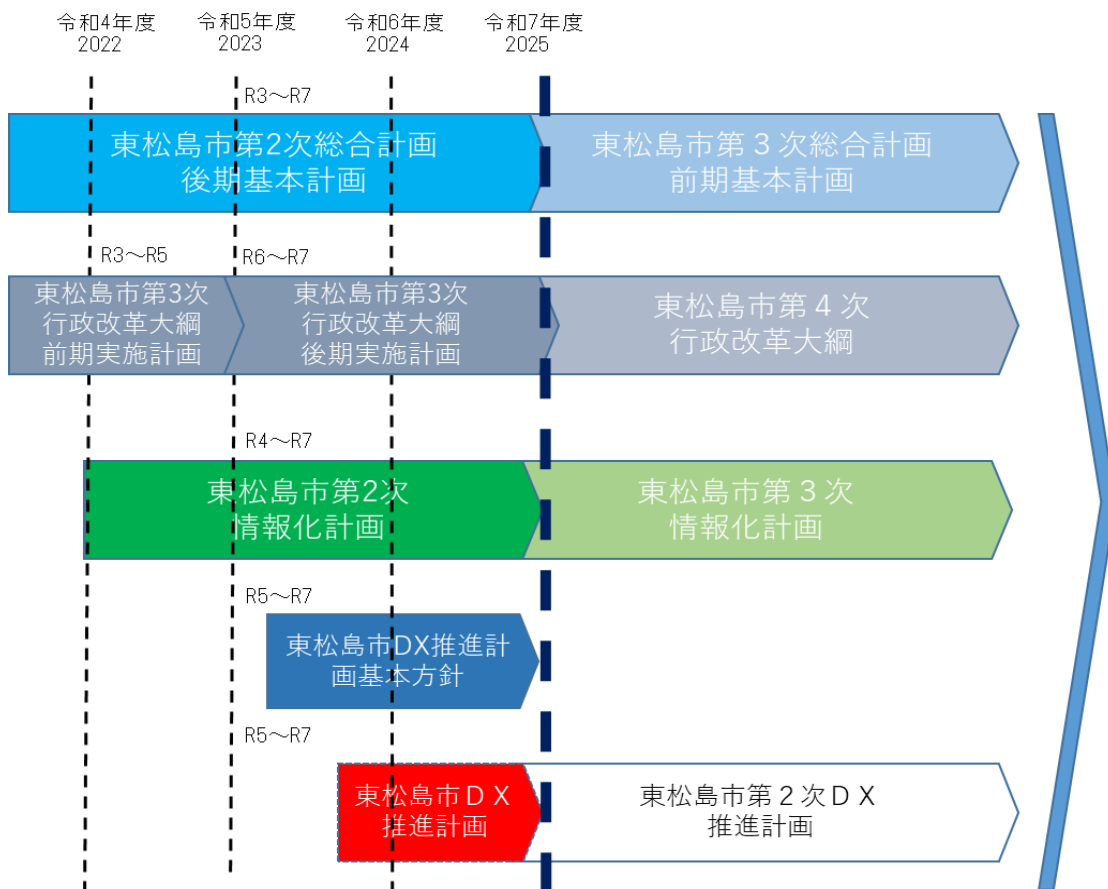 令和4年度
2022
令和5年度
2023
令和6年度
2024
令和7年度
2025
R3～R7
東松島市第2次総合計画
後期基本計画
東松島市第３次総合計画
前期基本計画
R3～R5
R6～R7
東松島市第3次
行政改革大綱
前期実施計画
東松島市第3次
行政改革大綱
後期実施計画
東松島市第４次
行政改革大綱
R4～R7
東松島市第2次
情報化計画
東松島市第３次
情報化計画
R5～R7
東松島市DX推進計
画基本方針
R5～R7
東松島市ＤＸ
推進計画
東松島市第２次ＤＸ
推進計画